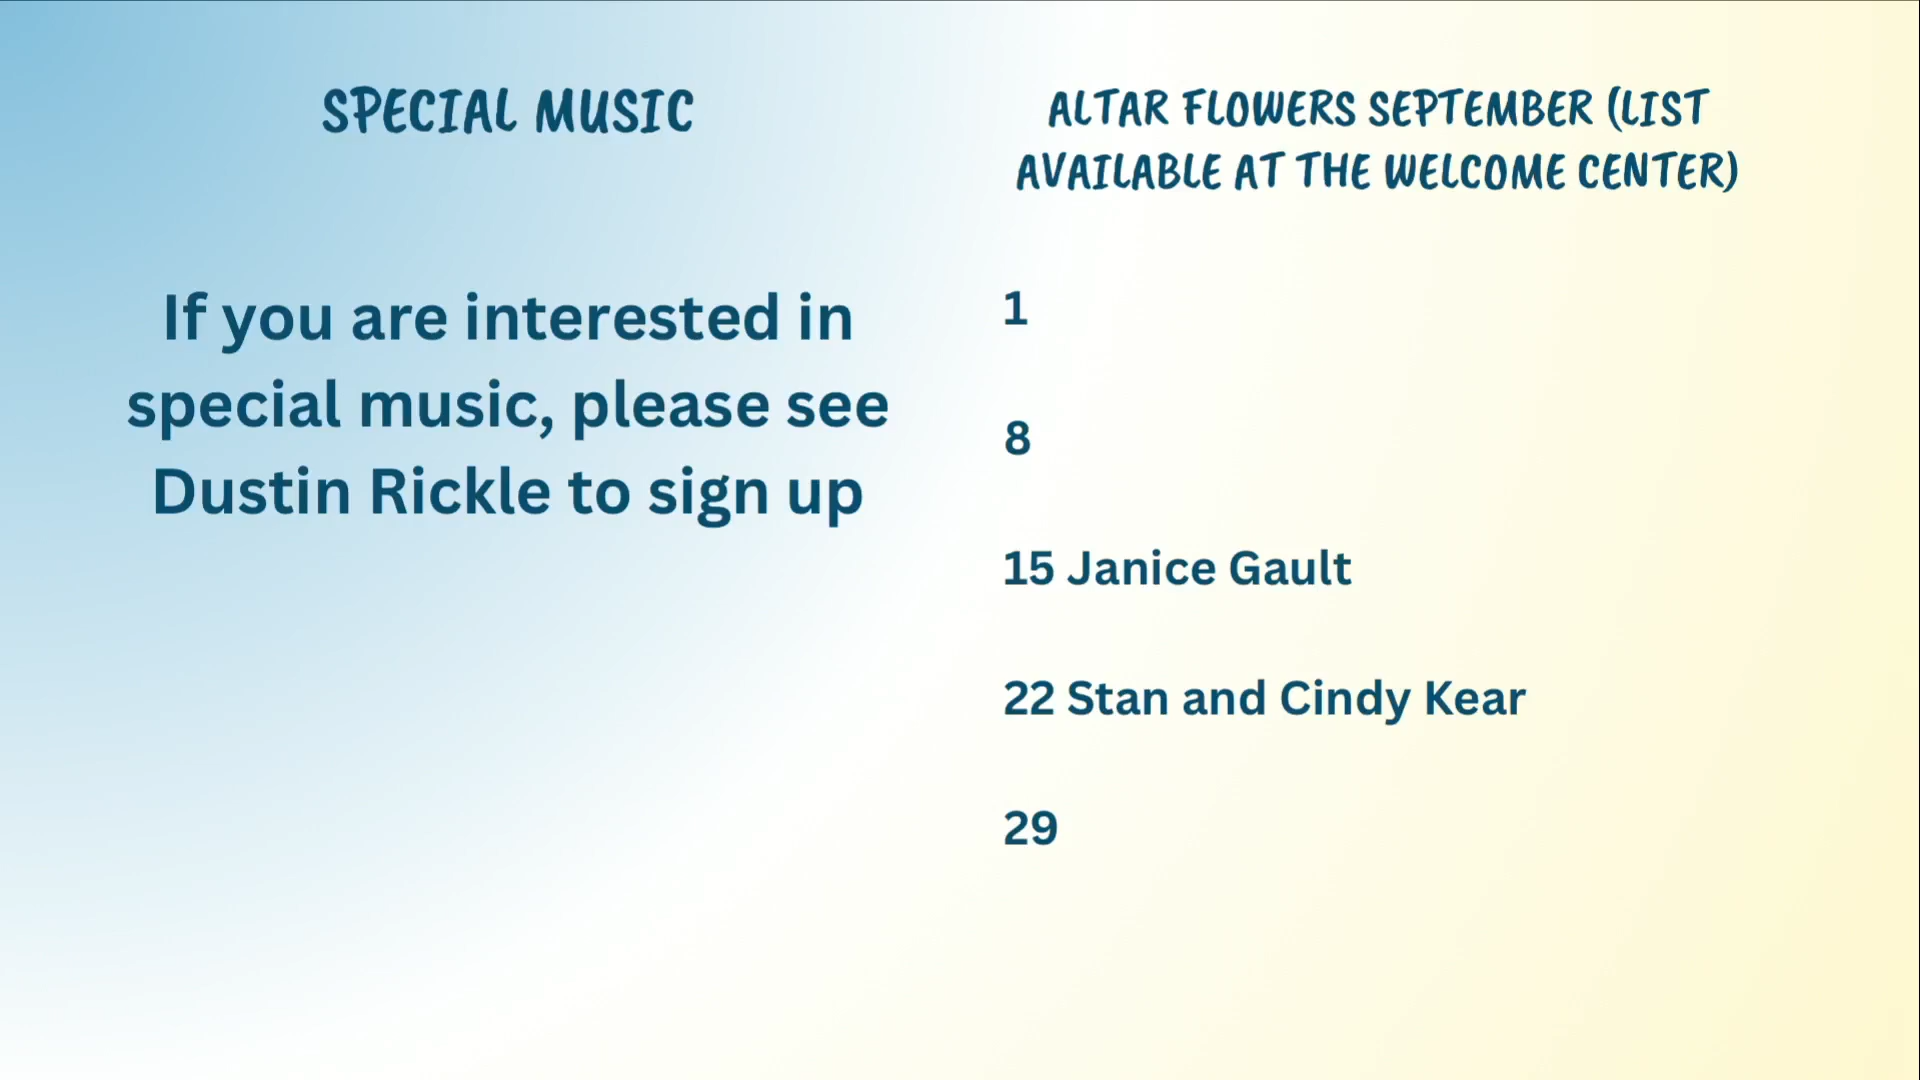 SPECIAL MUSIC
If you are interested in
special music, please see
Dustin Rickle to sign up
ALTAR FLOWERS SEPTEMBER (LIST
AVAILABLE AT THE WELCOME CENTER)
1
8
15 Janice Gault
22 Stan and Cindy Kear
29